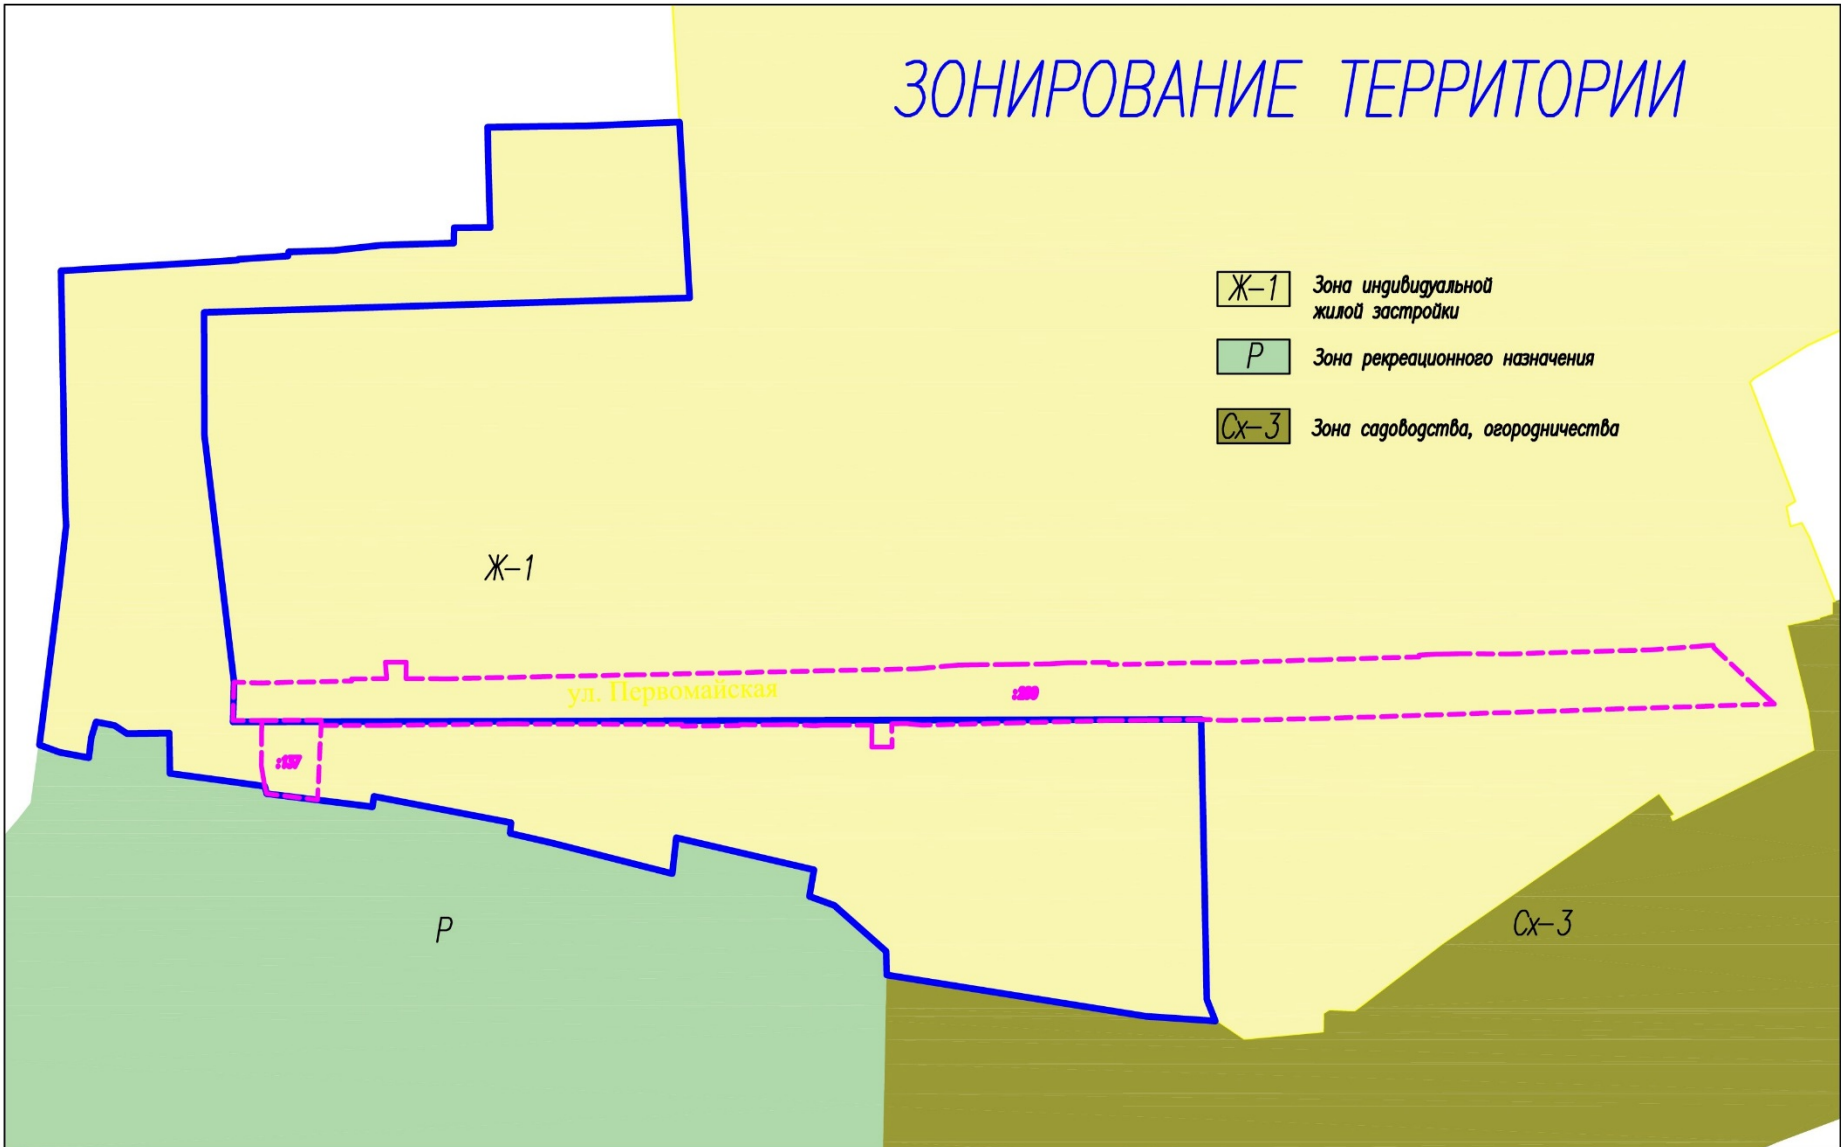 ЗОНИРОВАНИЕ ТЕРРИТОРИИ
Ж-1 Зона индивидуальной
жилой застройки
Р Зона рекреационного назначения
Сх-3 Зона садоводства, огородничества
Ж-1
ул. Первомайская
Р
Сх-3